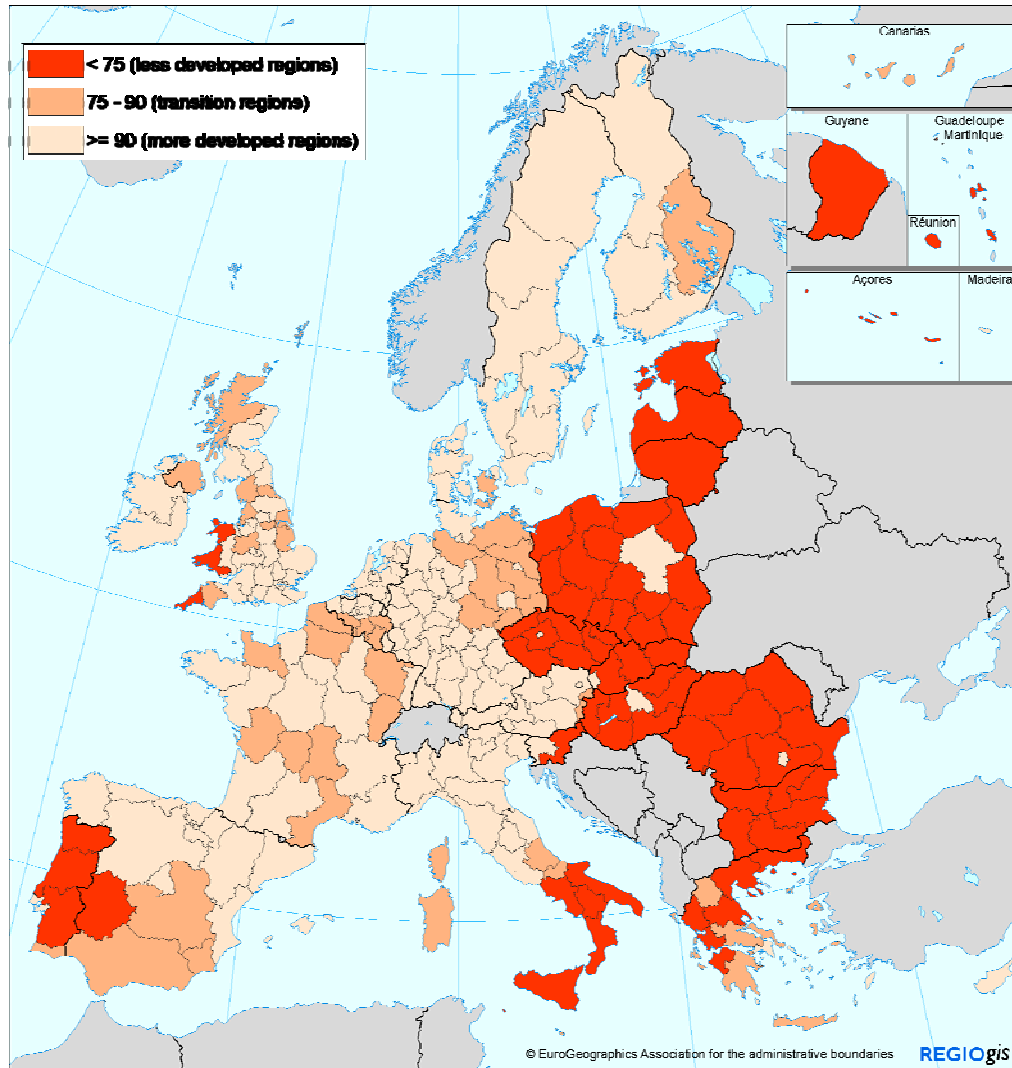 < 75 (less developed regions)
75 - 90 (transition regions)
>= 90 (more developed regions)
Canarias
Guyane
Guadeloupe
Martinique
Réunion
Açores
Madeira
© EuroGeographics Association for the administrative boundaries
REGIOgis